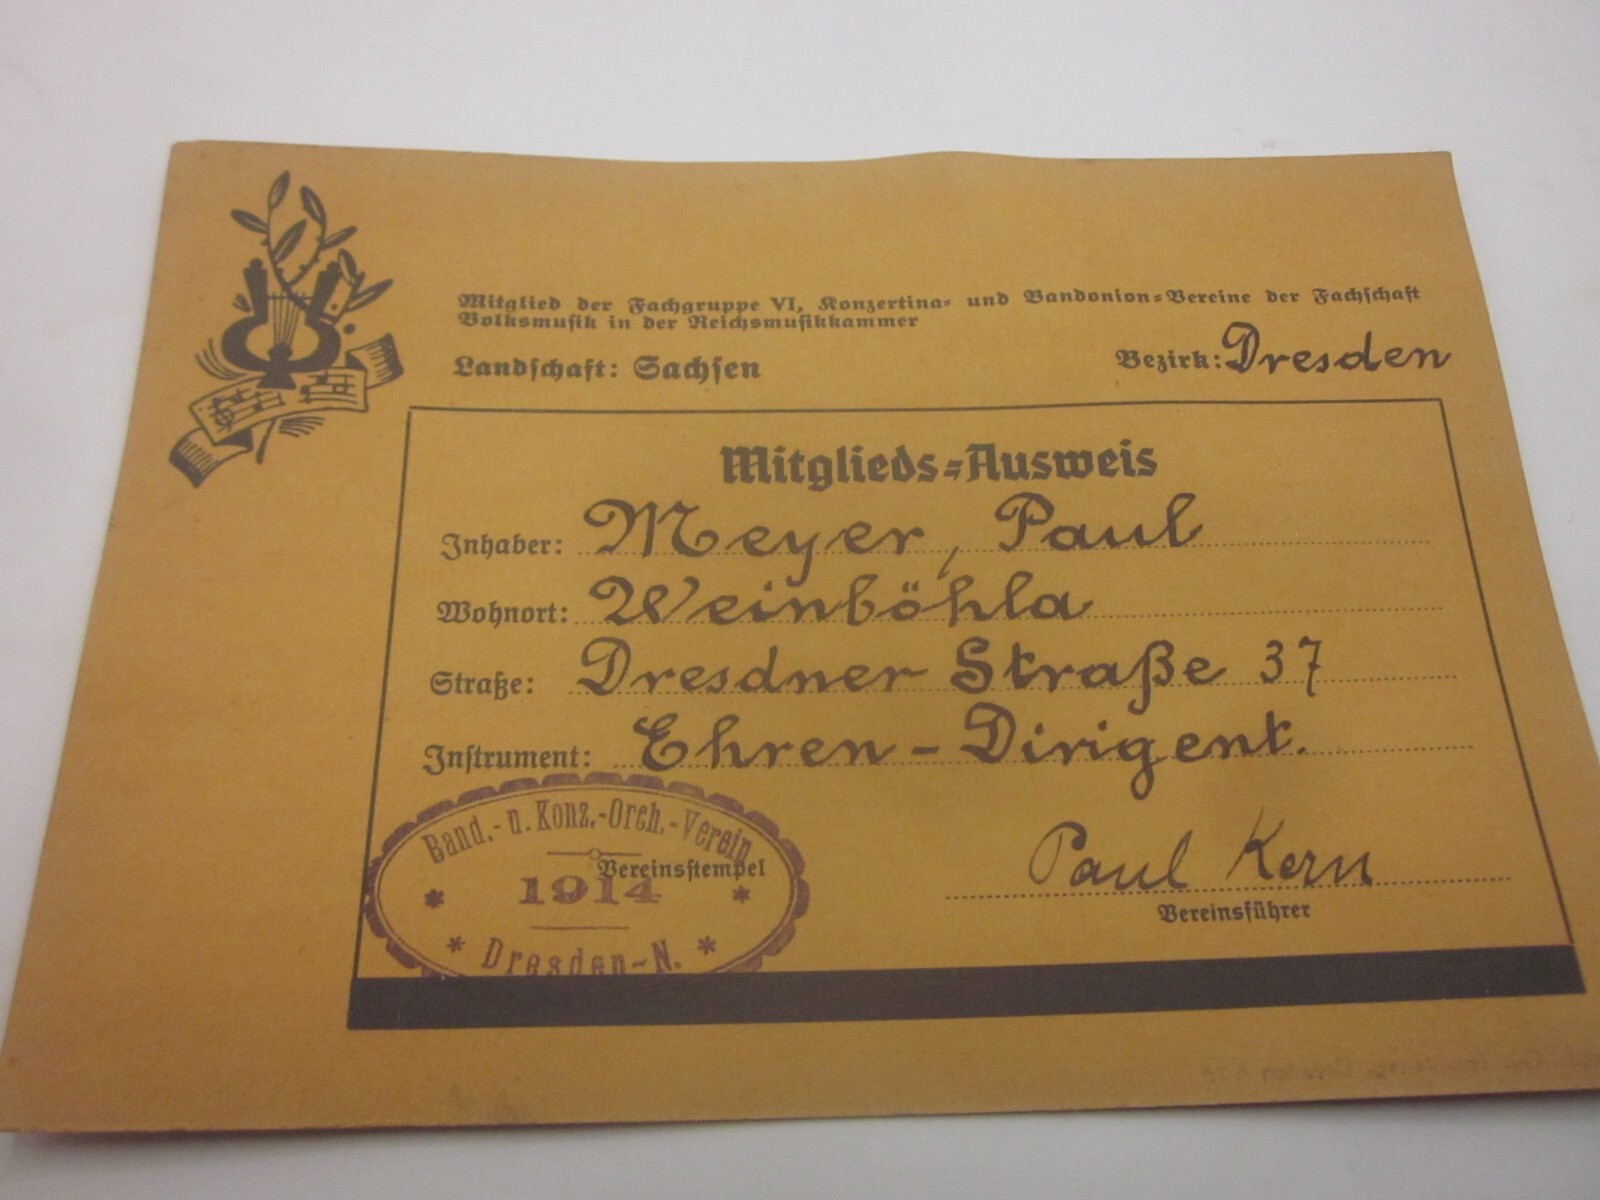 Mitglied der Fachgruppe VI, Konzertina- und Bandonion-Vereine der Fachschaft
Volksmusik in der Reichsmusikkammer
Landschaft: Sachsen
Bezirk: Dresden
Mitglieds-Ausweis
Inhaber: Meyer, Paul
Wohnort: Weinböhla
Straße: Dresdner Straße 37
Instrument: Ehren-Dirigent.
Band.- u. Konz.-Orch.-Verein
Vereinsstempel
1914
Dresden-N.
Paul Kern
Vereinsführer